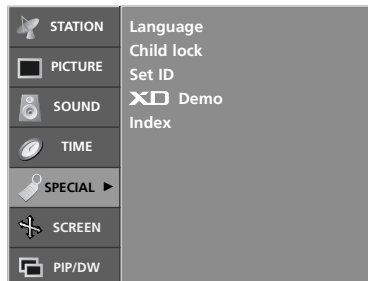 STATION
PICTURE
SOUND
TIME
SPECIAL
SCREEN
PIP/DW
Language
Child lock
Set ID
XD Demo
Index